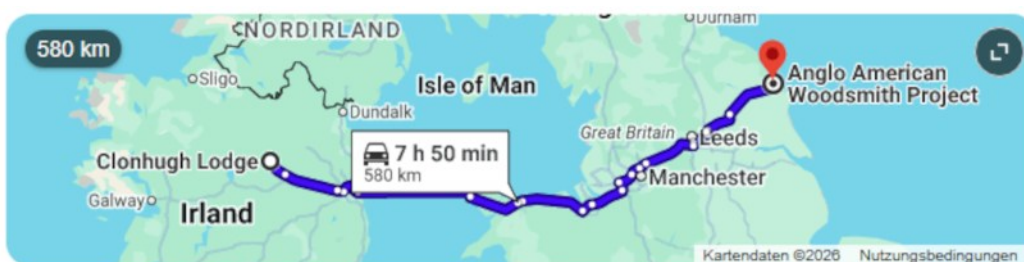 580 km
NORDIRLAND
Durham
Sligo
Isle of Man
Anglo American
Woodsmith Project
Dundalk
Great Britain
Leeds
7 h 50 min
580 km
Clonhugh Lodge
Manchester
Galway
Irland
Kartendaten ©2026 Nutzungsbedingungen